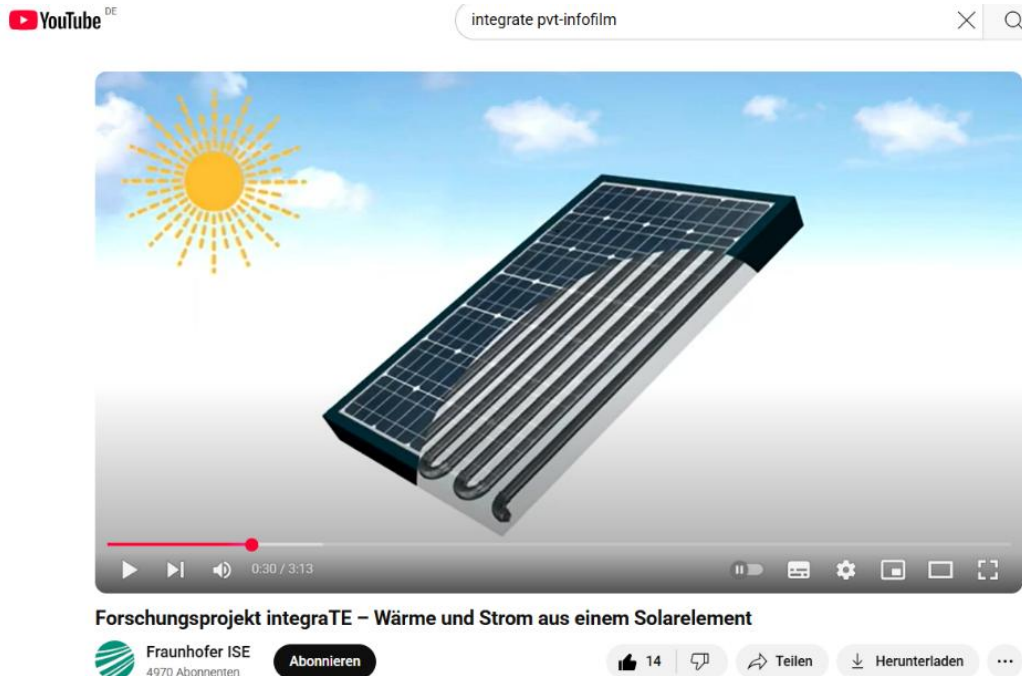 YouTube DE
integrate pvt-infofilm
0:30 / 3:13
Forschungsprojekt integraTE – Wärme und Strom aus einem Solarelement
Fraunhofer ISE
4970 Abonnenten
Abonnieren
14
Teilen
Herunterladen